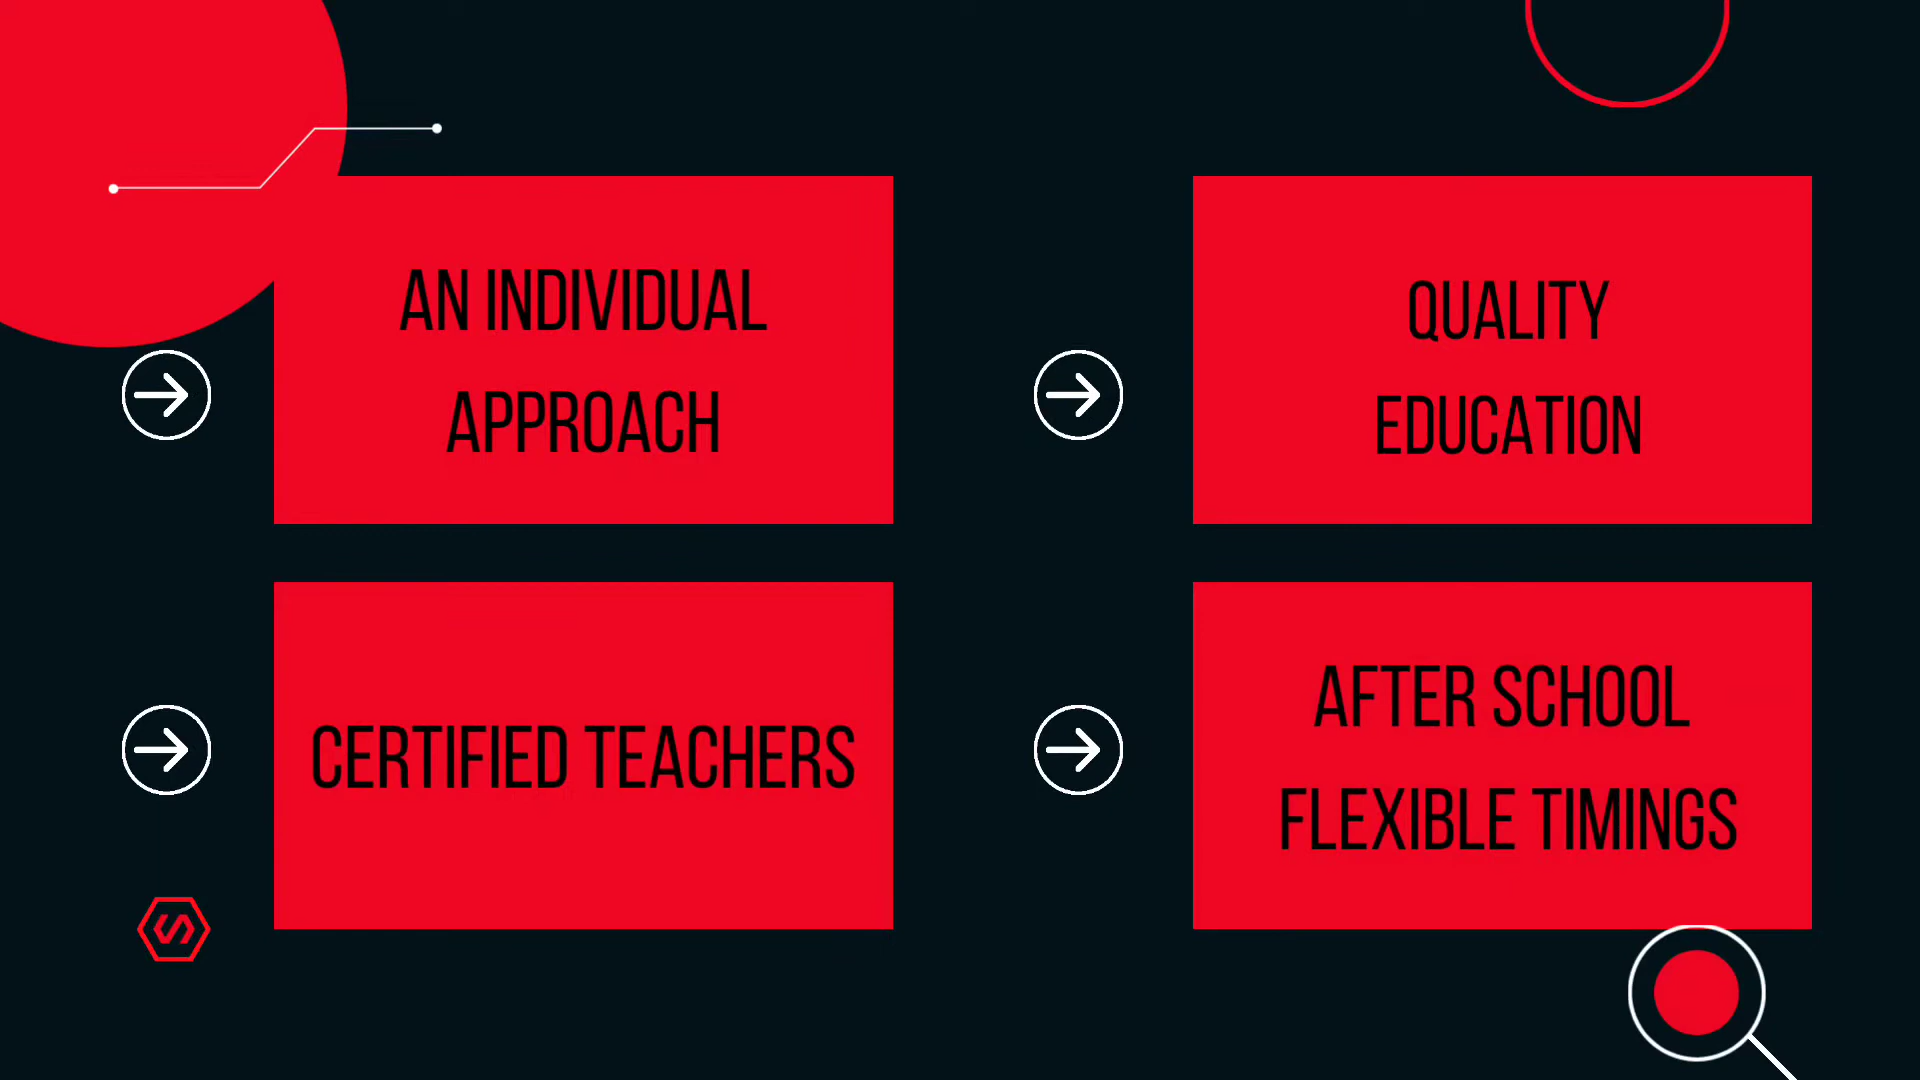 AN INDIVIDUAL
APPROACH
QUALITY
EDUCATION
CERTIFIED TEACHERS
AFTER SCHOOL
FLEXIBLE TIMINGS